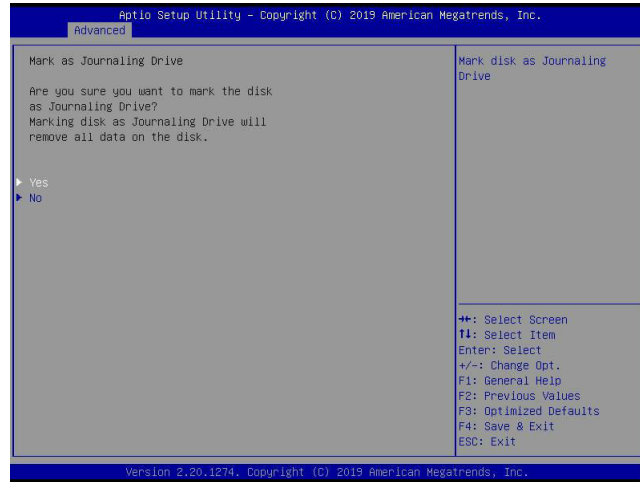 Aptio Setup Utility – Copyright (C) 2019 American Megatrends, Inc.
Advanced
Mark as Journaling Drive
Are you sure you want to mark the disk
as Journaling Drive?
Marking disk as Journaling Drive will
remove all data on the disk.
▶ Yes
▶ No
Mark disk as Journaling
Drive
→←: Select Screen
↑↓: Select Item
Enter: Select
+/-: Change Opt.
F1: General Help
F2: Previous Values
F3: Optimized Defaults
F4: Save & Exit
ESC: Exit
Version 2.20.1274. Copyright (C) 2019 American Megatrends, Inc.